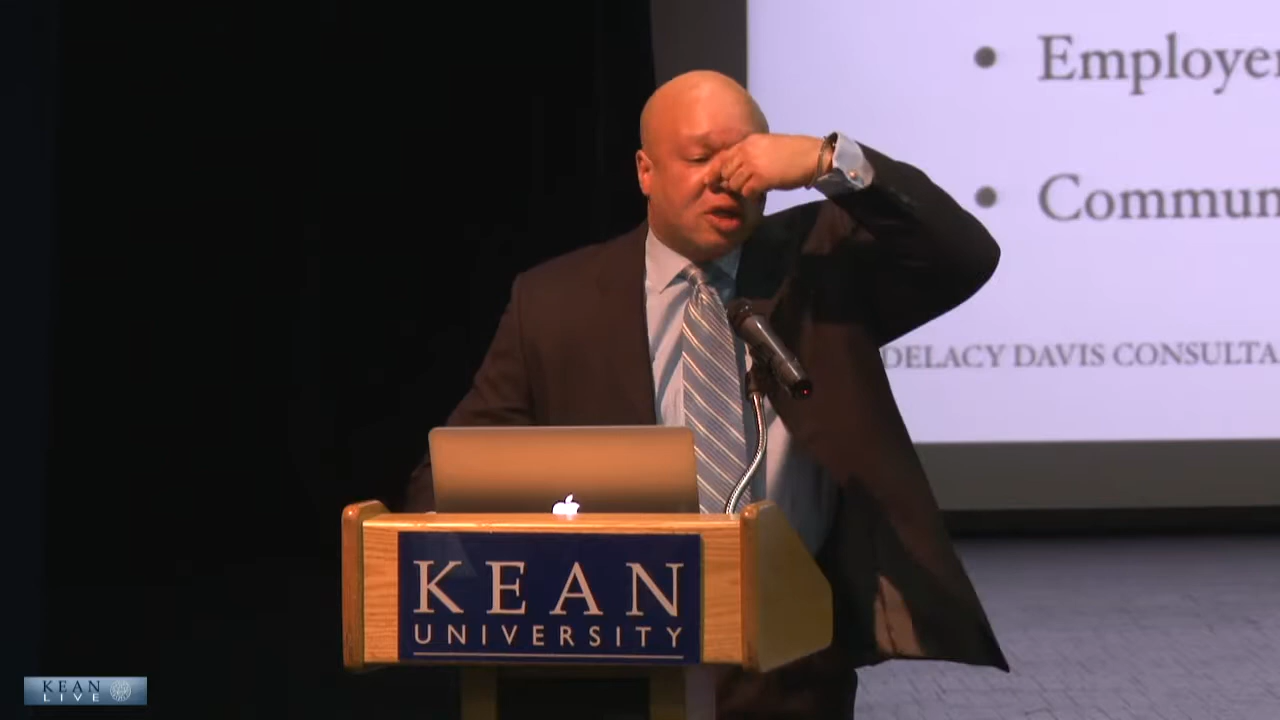 • Employer
• Commun
DELACY DAVIS CONSULTA
KEAN
UNIVERSITY
KEAN
LIVE